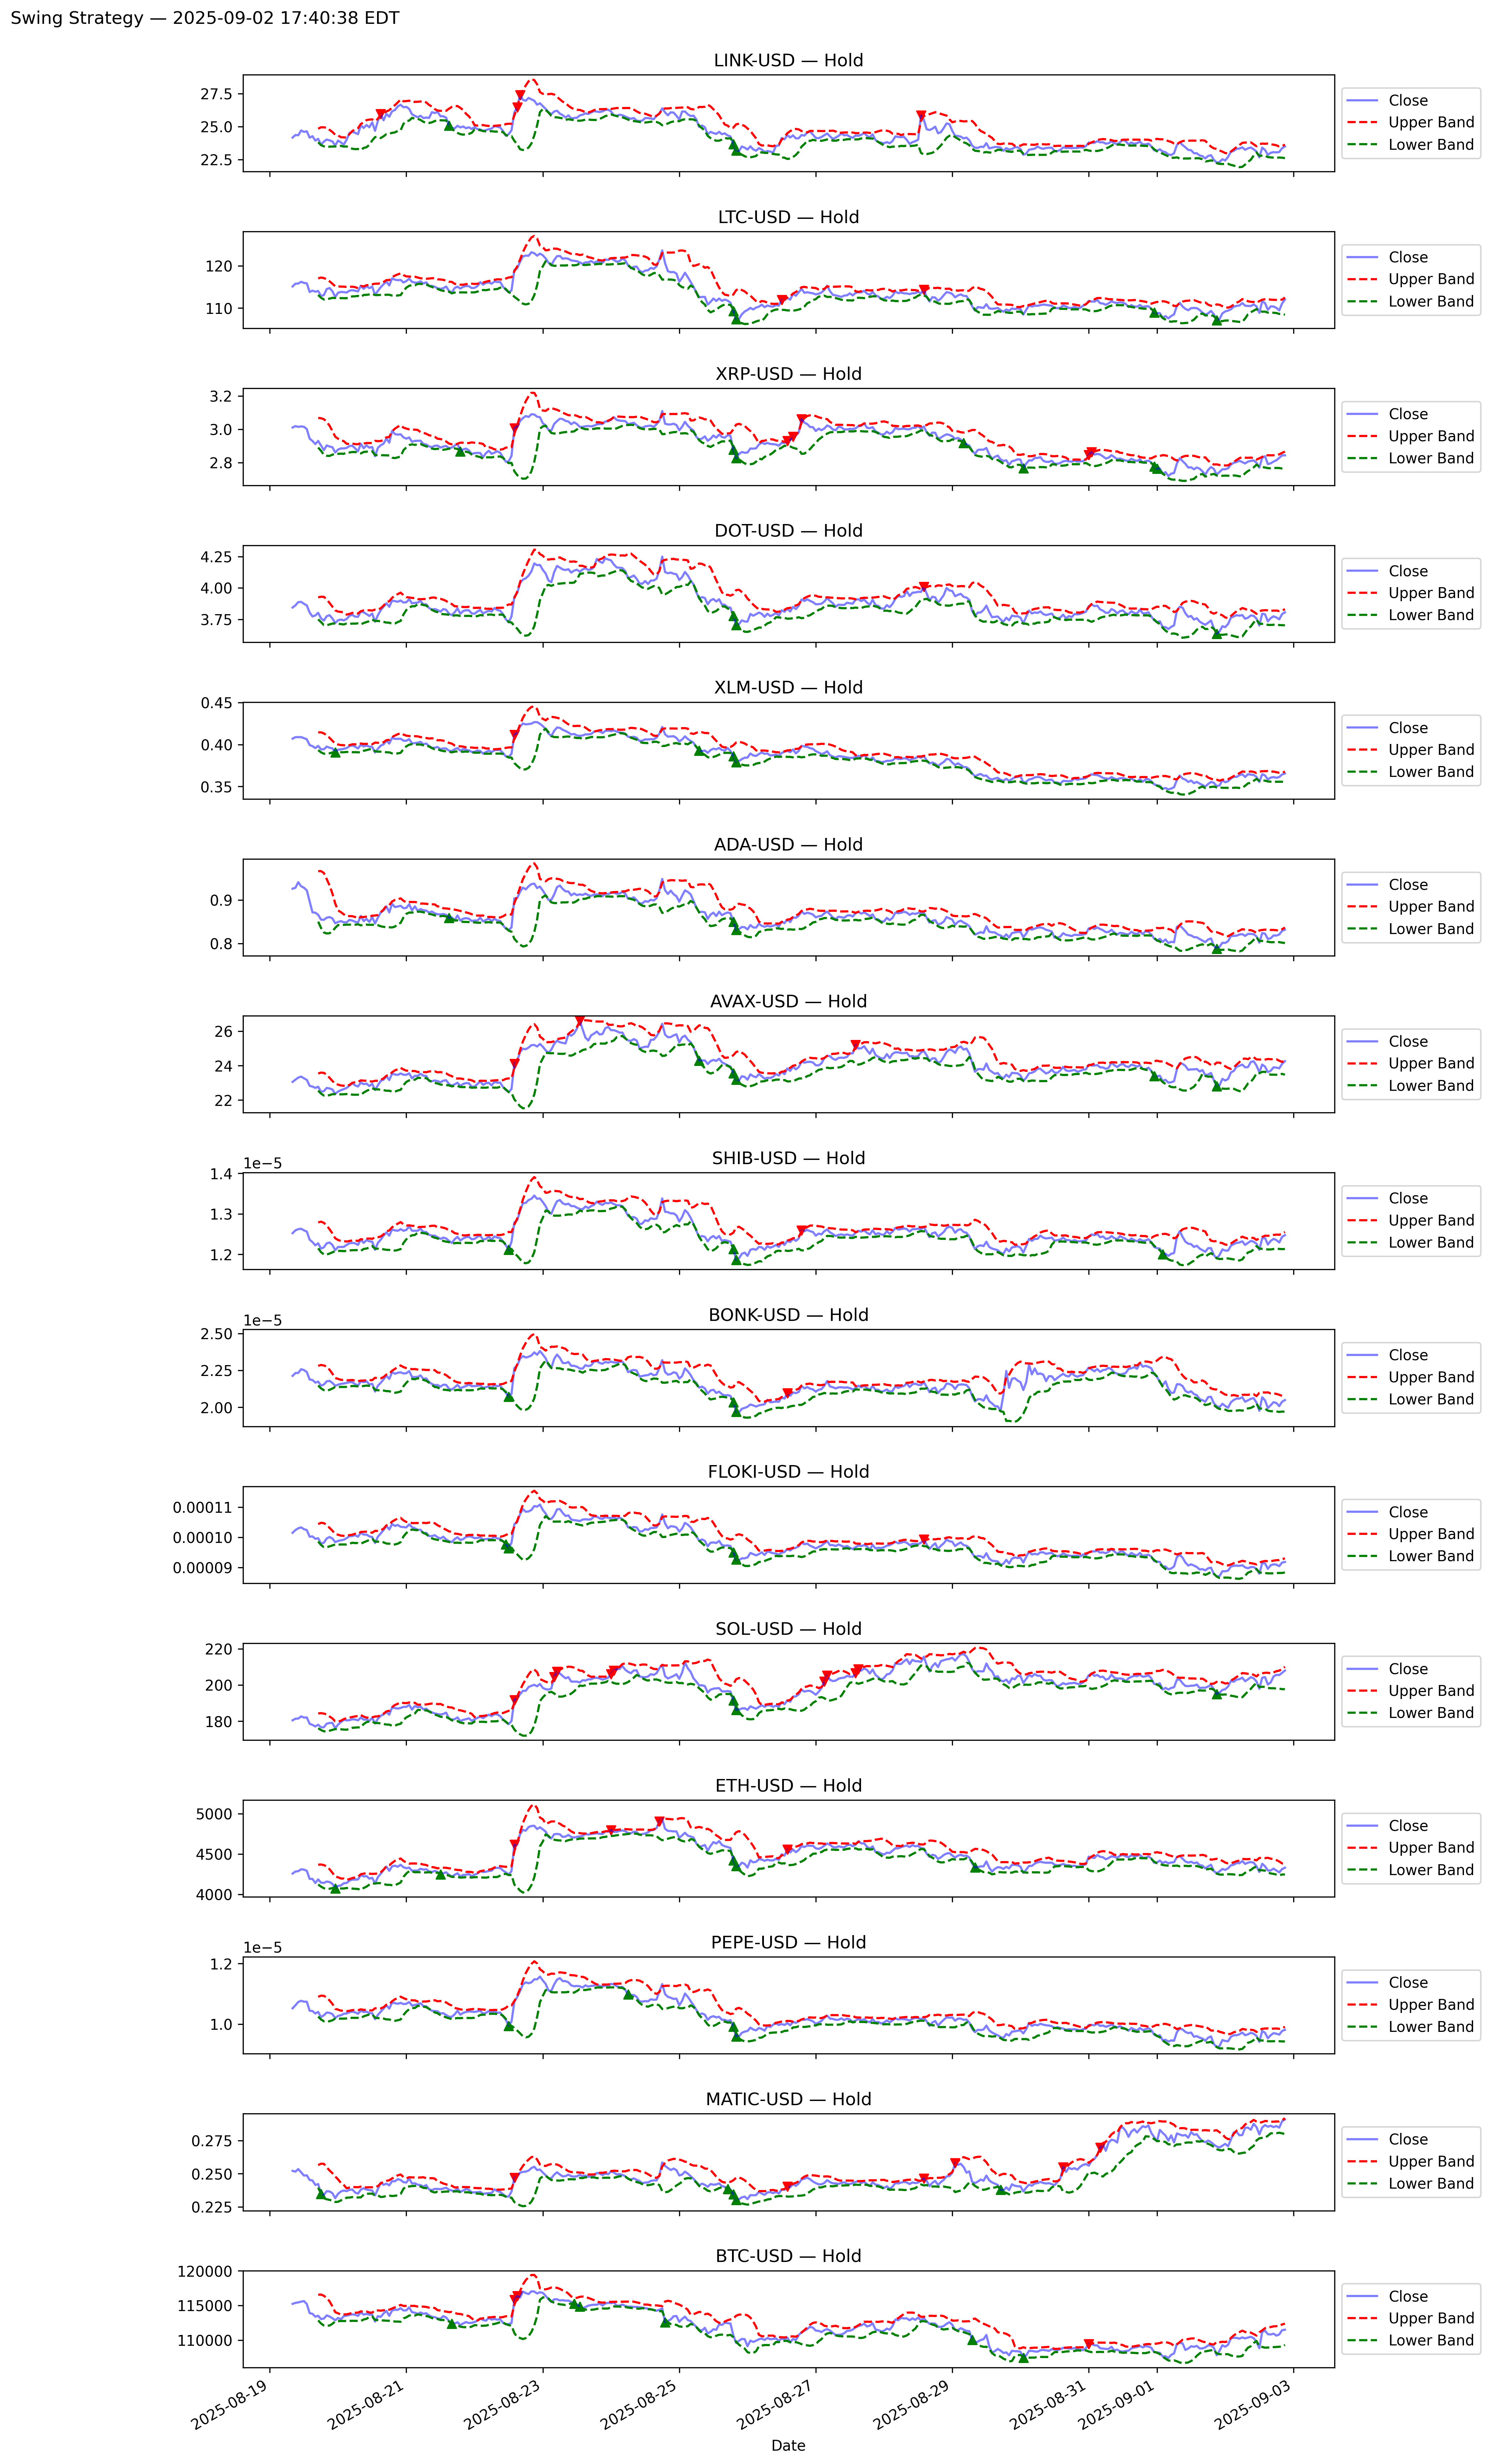 Swing Strategy — 2025-09-02 17:40:38 EDT
LINK-USD — Hold
27.5
25.0
22.5
Close
Upper Band
Lower Band
LTC-USD — Hold
120
110
Close
Upper Band
Lower Band
XRP-USD — Hold
3.2
3.0
2.8
Close
Upper Band
Lower Band
DOT-USD — Hold
4.25
4.00
3.75
Close
Upper Band
Lower Band
XLM-USD — Hold
0.45
0.40
0.35
Close
Upper Band
Lower Band
ADA-USD — Hold
0.9
0.8
Close
Upper Band
Lower Band
AVAX-USD — Hold
26
24
22
Close
Upper Band
Lower Band
SHIB-USD — Hold
1e−5
1.4
1.3
1.2
Close
Upper Band
Lower Band
BONK-USD — Hold
1e−5
2.50
2.25
2.00
Close
Upper Band
Lower Band
FLOKI-USD — Hold
0.00011
0.00010
0.00009
Close
Upper Band
Lower Band
SOL-USD — Hold
220
200
180
Close
Upper Band
Lower Band
ETH-USD — Hold
5000
4500
4000
Close
Upper Band
Lower Band
PEPE-USD — Hold
1e−5
1.2
1.0
Close
Upper Band
Lower Band
MATIC-USD — Hold
0.275
0.250
0.225
Close
Upper Band
Lower Band
BTC-USD — Hold
120000
115000
110000
Close
Upper Band
Lower Band
2025-08-19
2025-08-21
2025-08-23
2025-08-25
2025-08-27
2025-08-29
2025-08-31
2025-09-01
2025-09-03
Date